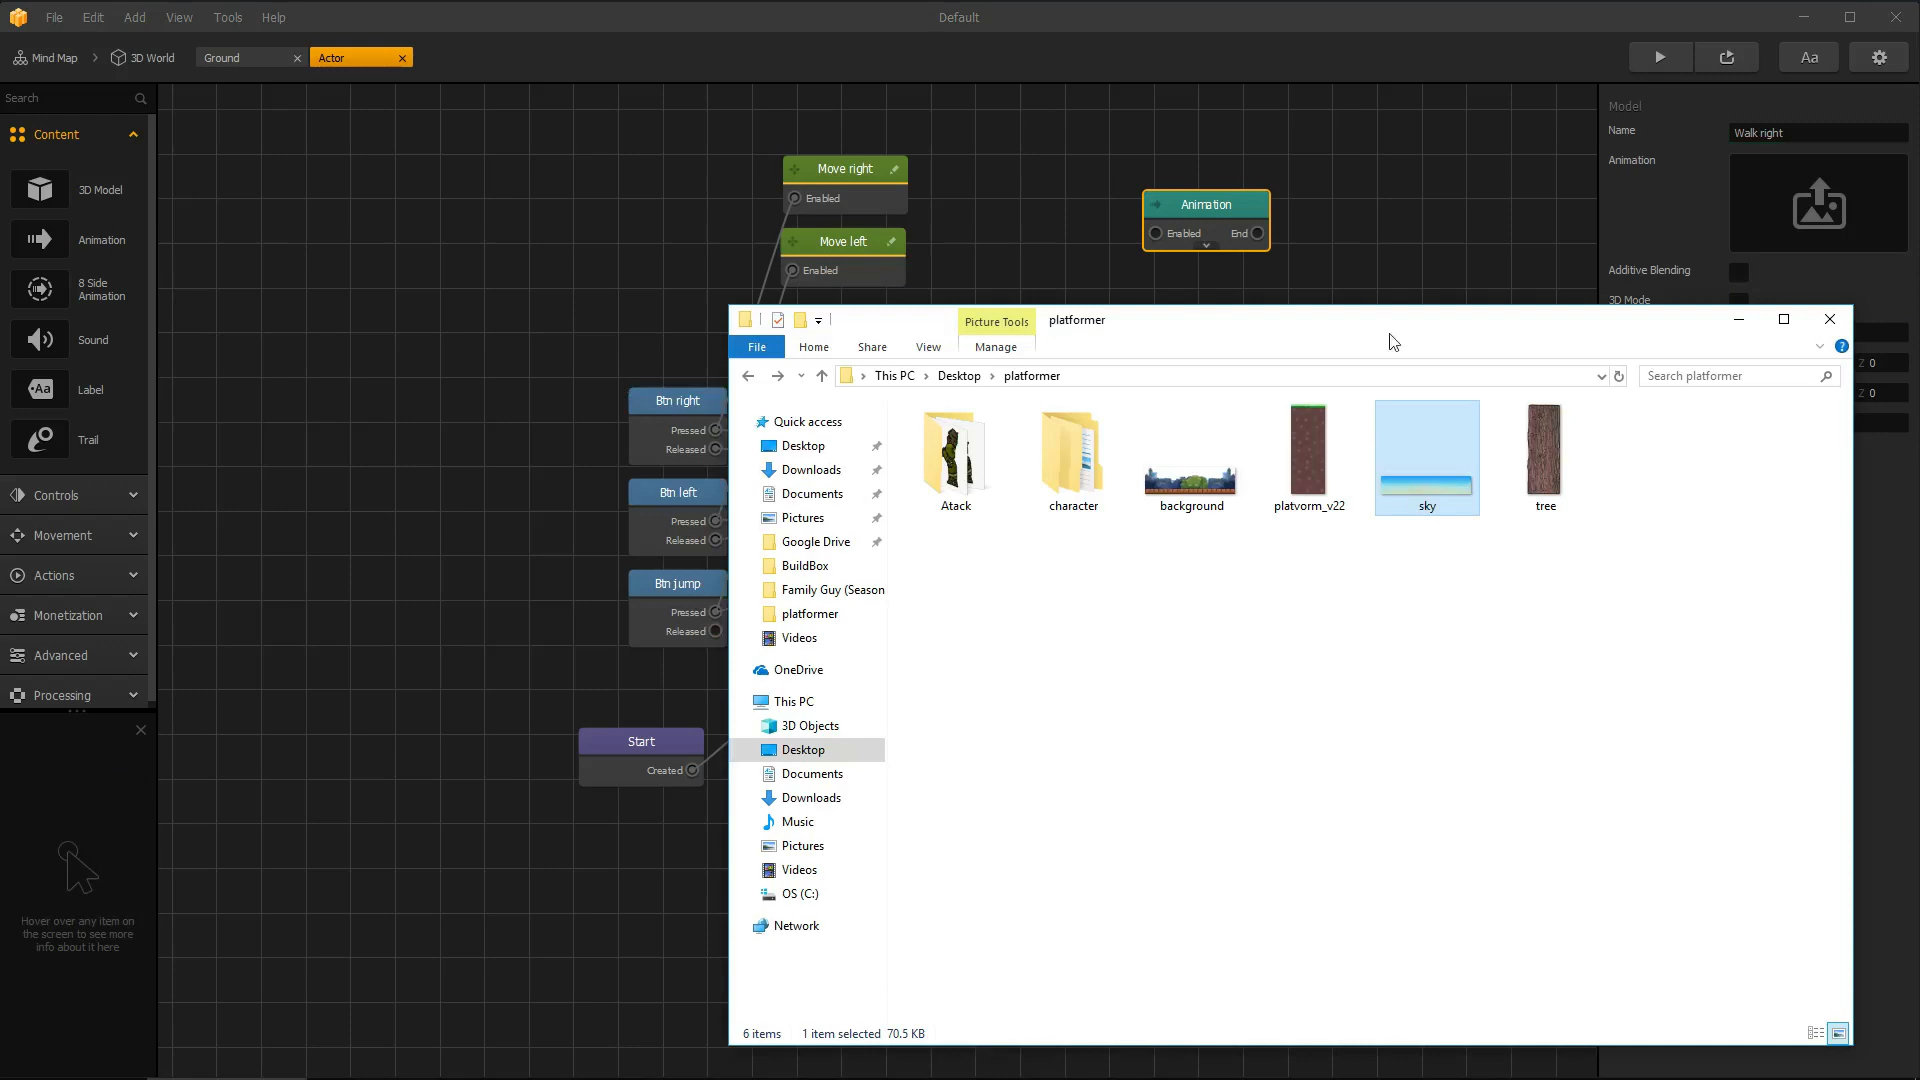 File Edit Add View Tools Help
Default
Mind Map 3D World Ground Actor
Aa
Search
Content
3D Model
Animation
8 Side
Animation
Sound
Aa Label
Trail
Controls
Movement
Actions
Monetization
Advanced
Processing
Hover over any item on
the screen to see more
info about it here
Move right
Enabled
Move left
Enabled
Btn right
Pressed
Released
Btn left
Pressed
Released
Btn jump
Pressed
Released
Start
Created
Animation
Enabled End
Model
Name Walk right
Animation
Additive Blending
3D Mode
Z 0
Z 0
Picture Tools platformer
File Home Share View Manage
This PC Desktop platformer
Search platformer
Quick access
Desktop
Downloads
Documents
Pictures
Google Drive
BuildBox
Family Guy (Season
platformer
Videos
OneDrive
This PC
3D Objects
Desktop
Documents
Downloads
Music
Pictures
Videos
OS (C:)
Network
Atack character background platvorm_v22 sky tree
6 items 1 item selected 70.5 KB